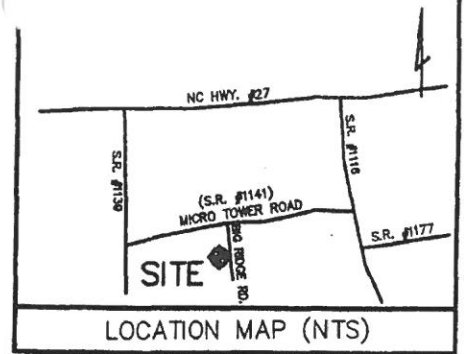 NC HWY. #27
S.R. #1139
S.R. #1116
(S.R. #1141)
MICRO TOWER ROAD
BIG RIDGE RD.
S.R. #1177
SITE
LOCATION MAP (NTS)